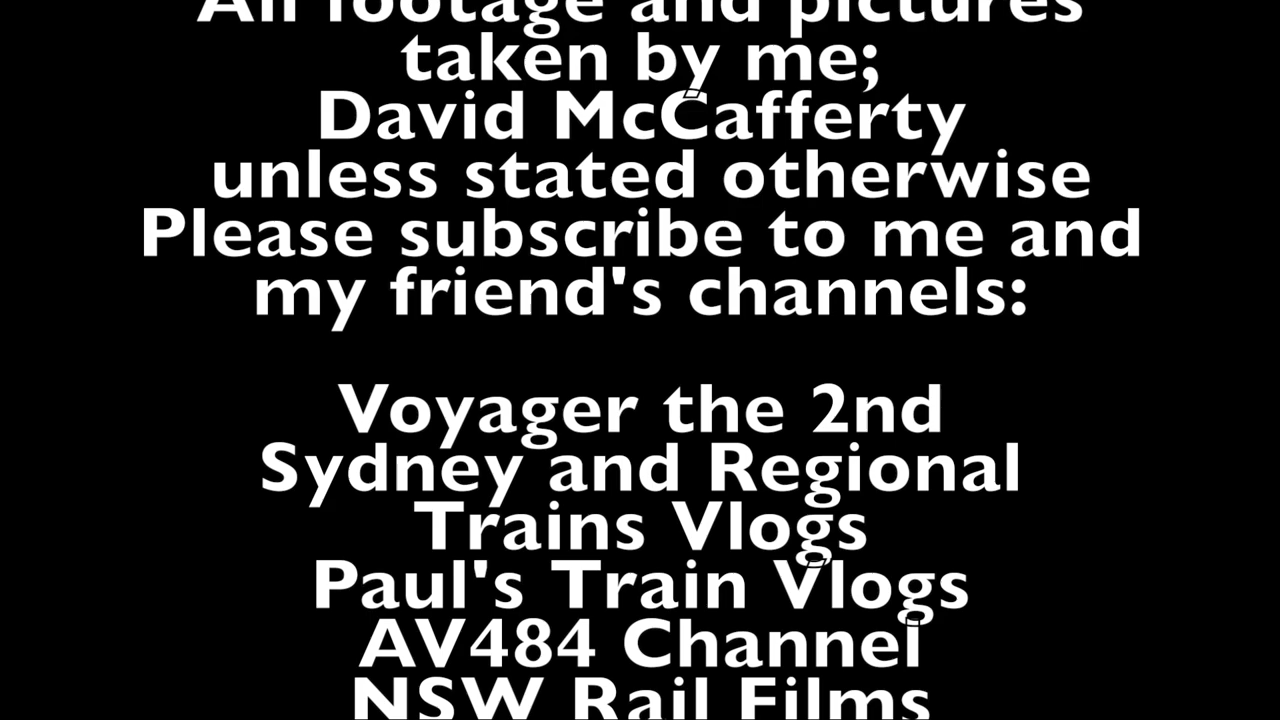 All footage and pictures
taken by me;
David McCafferty
unless stated otherwise
Please subscribe to me and
my friend's channels:
Voyager the 2nd
Sydney and Regional
Trains Vlogs
Paul's Train Vlogs
AV484 Channel
NSW Rail Films